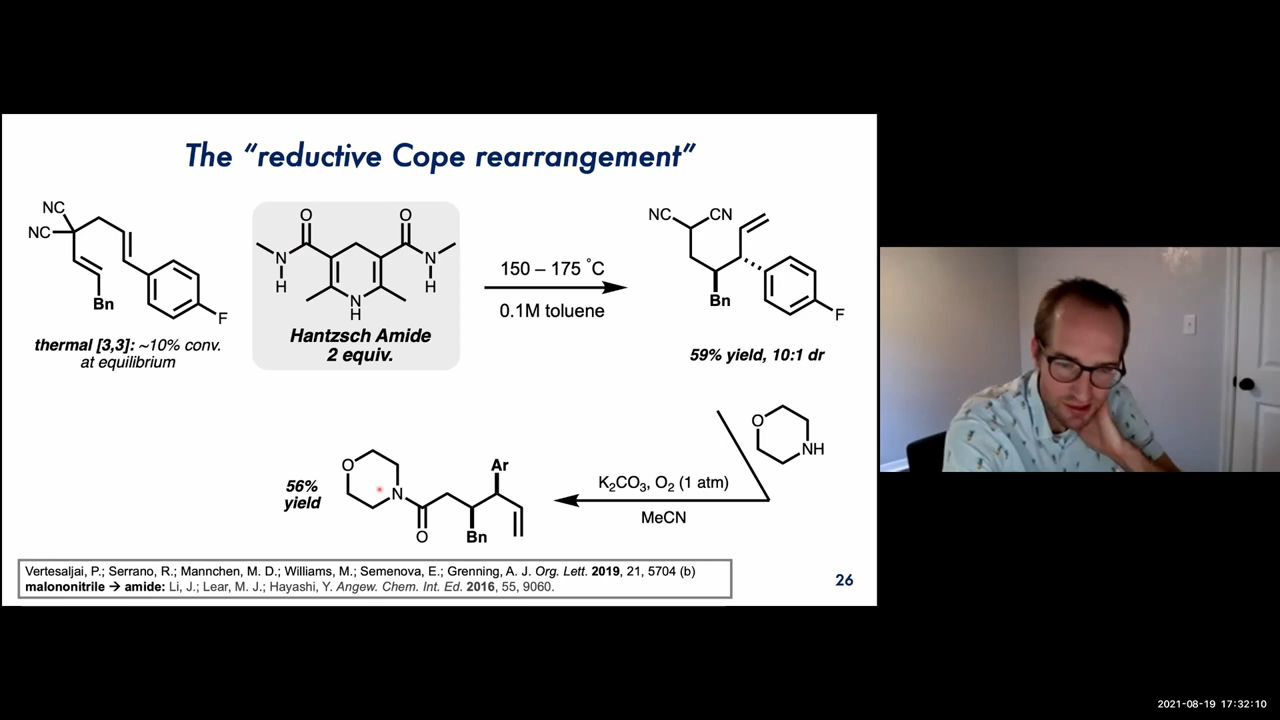 The “reductive Cope rearrangement”
NC
NC
Bn
F
thermal [3,3]: ~10% conv.
at equilibrium
O
O
N
H
N
H
N
H
Hantzsch Amide
2 equiv.
150 – 175 ˚C
0.1M toluene
NC
CN
Bn
F
59% yield, 10:1 dr
O
NH
K2CO3, O2 (1 atm)
MeCN
56%
yield
O
N
O
Ar
Bn
Vertesaljai, P.; Serrano, R.; Mannchen, M. D.; Williams, M.; Semenova, E.; Grenning, A. J. Org. Lett. 2019, 21, 5704 (b)
malononitrile → amide: Li, J.; Lear, M. J.; Hayashi, Y. Angew. Chem. Int. Ed. 2016, 55, 9060.
26
2021-08-19 17:32:10